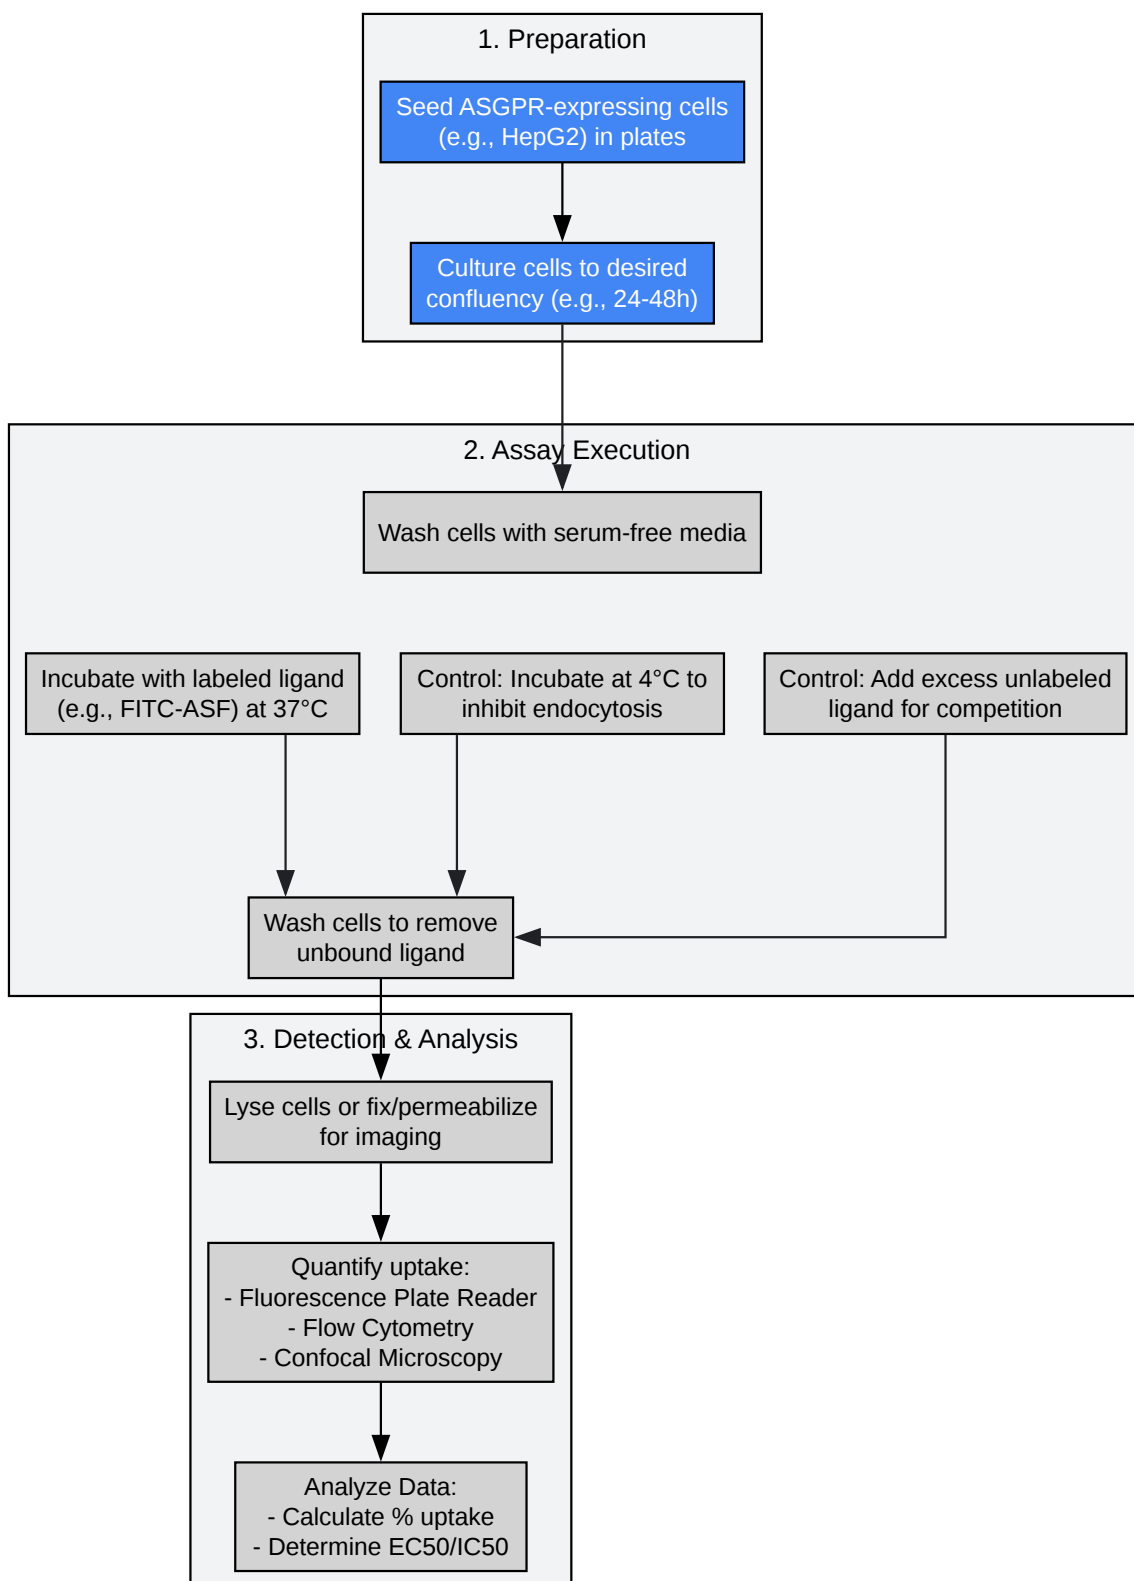 1. Preparation
Seed ASGPR-expressing cells
(e.g., HepG2) in plates
Culture cells to desired
confluency (e.g., 24-48h)
2. Assay Execution
Wash cells with serum-free media
Incubate with labeled ligand
(e.g., FITC-ASF) at 37°C
Control: Incubate at 4°C to
inhibit endocytosis
Control: Add excess unlabeled
ligand for competition
Wash cells to remove
unbound ligand
3. Detection & Analysis
Lyse cells or fix/permeabilize
for imaging
Quantify uptake:
- Fluorescence Plate Reader
- Flow Cytometry
- Confocal Microscopy
Analyze Data:
- Calculate % uptake
- Determine EC50/IC50